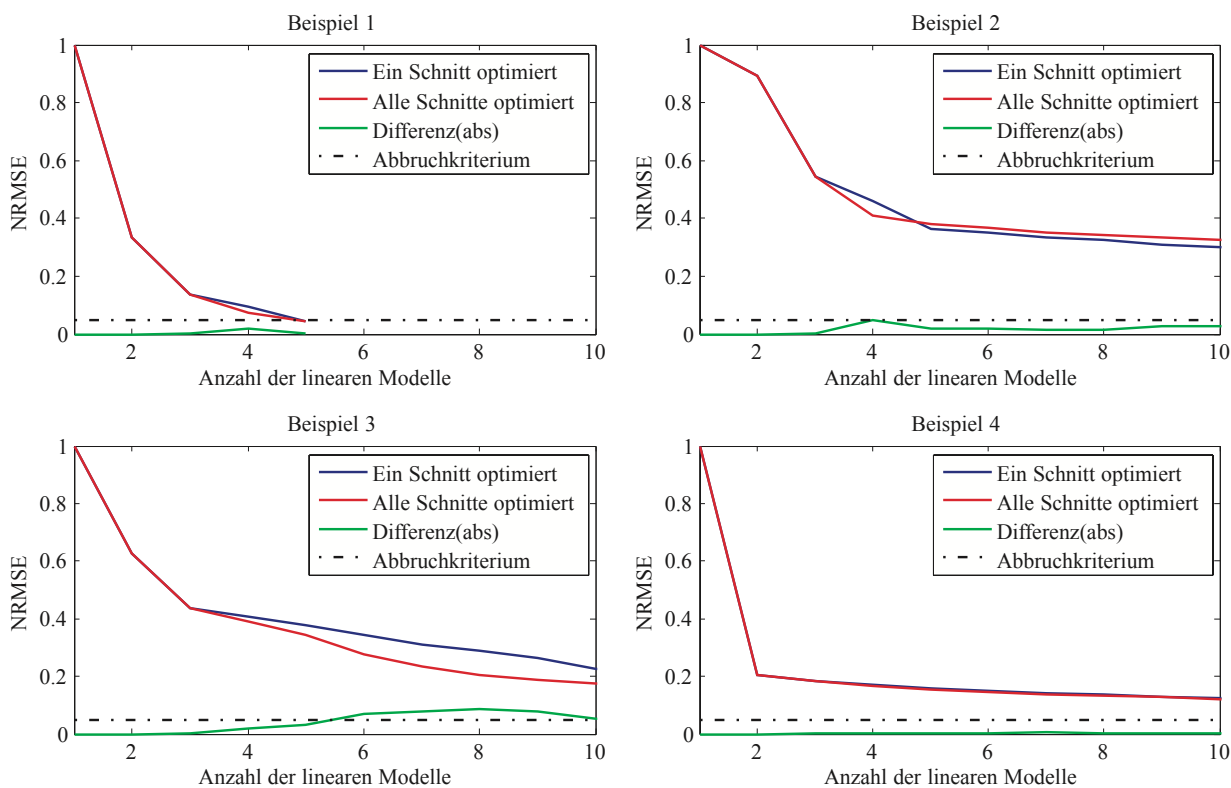 Beispiel 1
NRMSE
1
0.8
0.6
0.4
0.2
0
2
4
6
8
10
Anzahl der linearen Modelle
Ein Schnitt optimiert
Alle Schnitte optimiert
Differenz(abs)
Abbruchkriterium
Beispiel 2
NRMSE
1
0.8
0.6
0.4
0.2
0
2
4
6
8
10
Anzahl der linearen Modelle
Ein Schnitt optimiert
Alle Schnitte optimiert
Differenz(abs)
Abbruchkriterium
Beispiel 3
NRMSE
1
0.8
0.6
0.4
0.2
0
2
4
6
8
10
Anzahl der linearen Modelle
Ein Schnitt optimiert
Alle Schnitte optimiert
Differenz(abs)
Abbruchkriterium
Beispiel 4
NRMSE
1
0.8
0.6
0.4
0.2
0
2
4
6
8
10
Anzahl der linearen Modelle
Ein Schnitt optimiert
Alle Schnitte optimiert
Differenz(abs)
Abbruchkriterium